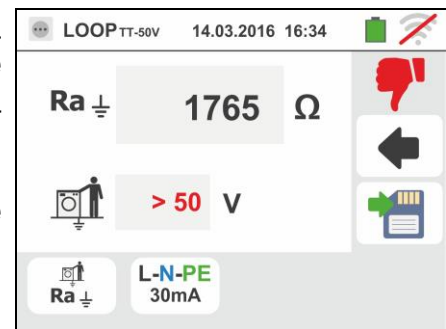 LOOP TT-50V 14.03.2016 16:34
Ra 1765 Ω
> 50 V
Ra L-N-PE
30mA